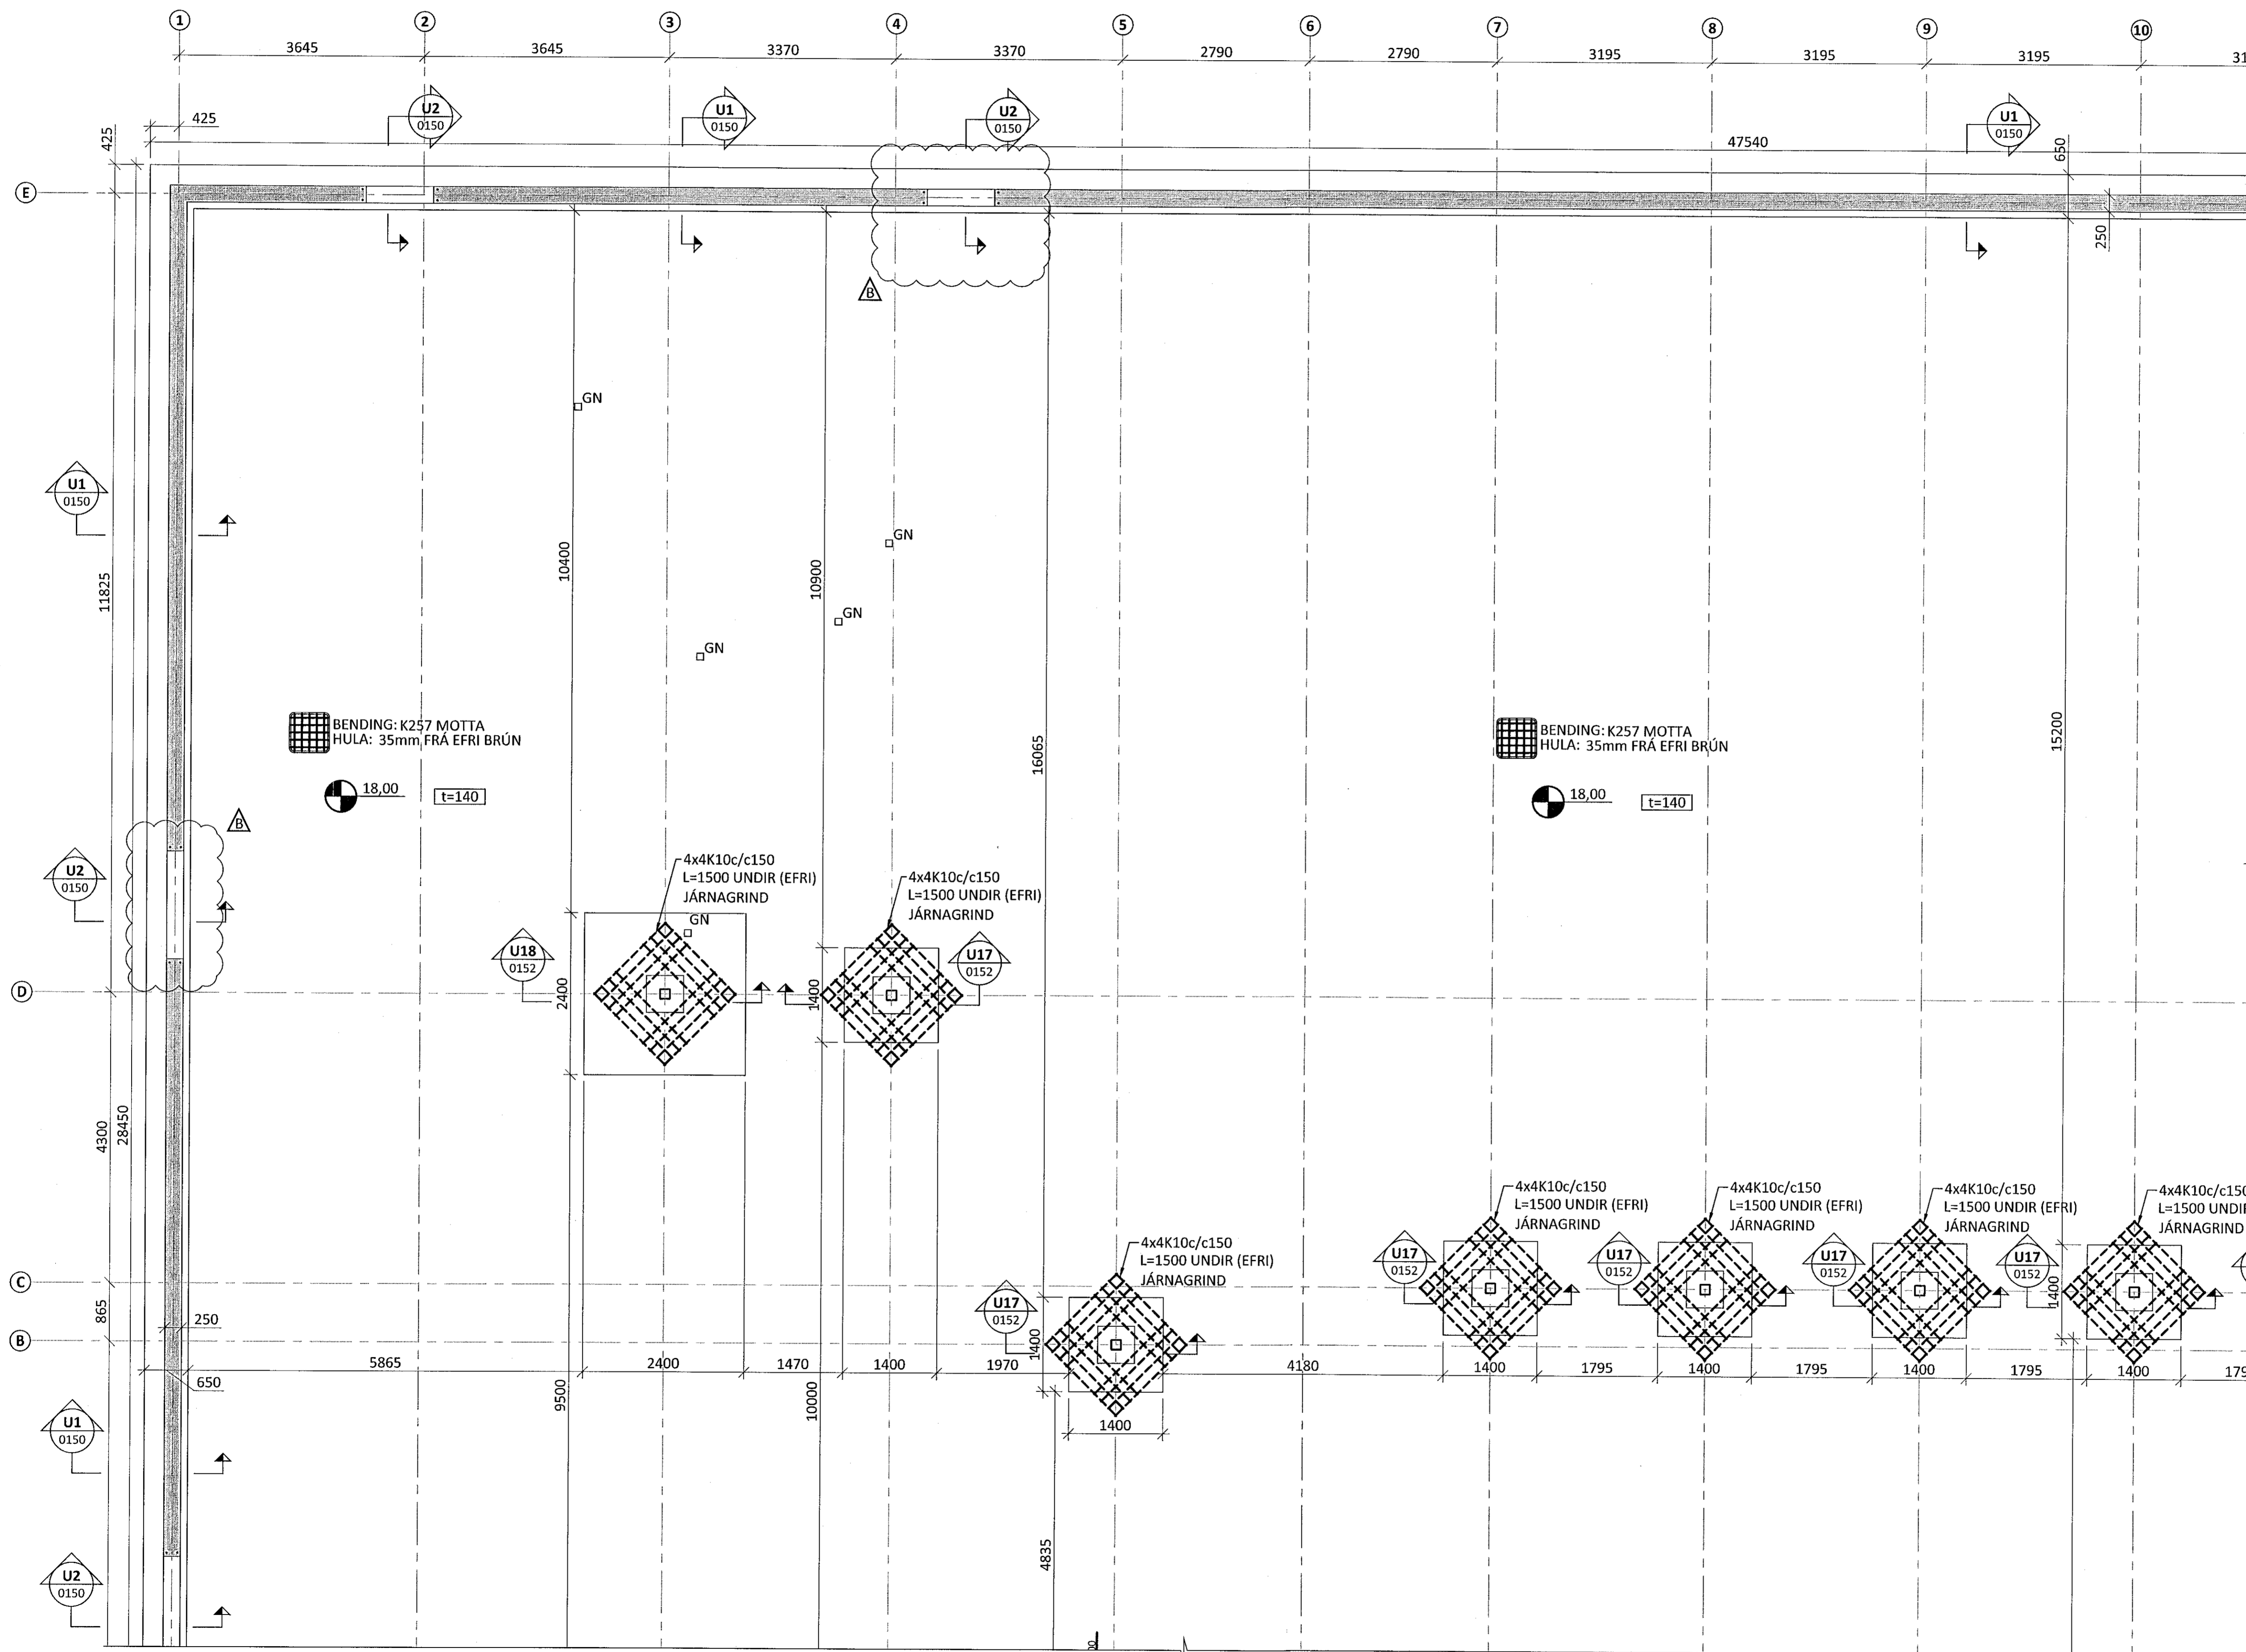 1 2 3 4 5 6 7 8 9 10
3645 3645 3370 3370 2790 2790 3195 3195 3195
U2
0150
U1
0150
U2
0150
U1
0150
425
425
47540
650
E
250
B
GN
U1
0150
GN
10400
10900
11825
GN
GN
BENDING: K257 MOTTA
HULA: 35mm FRÁ EFRI BRÚN
16065
BENDING: K257 MOTTA
HULA: 35mm FRÁ EFRI BRÚN
15200
18,00
t=140
18,00
t=140
B
U2
0150
4x4K10c/c150
L=1500 UNDIR (EFRI)
JÁRNAGRIND
4x4K10c/c150
L=1500 UNDIR (EFRI)
JÁRNAGRIND
GN
U18
0152
U17
0152
D
2400
1400
4300
28450
4x4K10c/c150
L=1500 UNDIR (EFRI)
JÁRNAGRIND
4x4K10c/c150
L=1500 UNDIR (EFRI)
JÁRNAGRIND
4x4K10c/c150
L=1500 UNDIR (EFRI)
JÁRNAGRIND
4x4K10c/c150
JÁRNAGRIND
4x4K10c/c150
L=1500 UNDIR (EFRI)
JÁRNAGRIND
U17
0152
U17
0152
U17
0152
U17
0152
C
1400
U17
0152
865
250
B
1400
5865 2400 1470 1400 1970 4180 1400 1795 1400 1795 1400 1795 1400
650
9500
10000
1400
U1
0150
4835
U2
0150